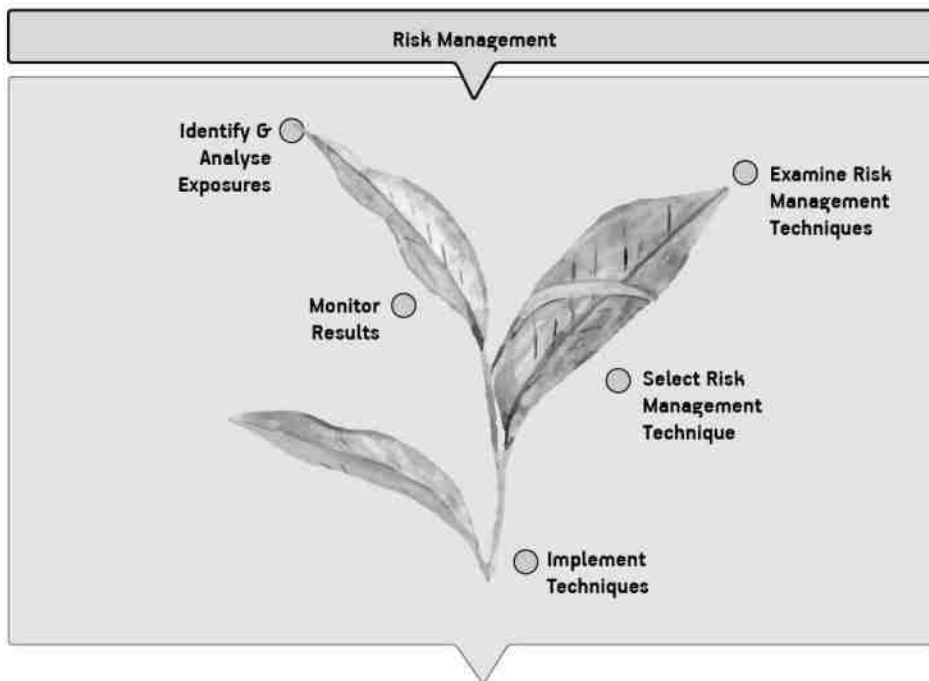 Risk Management
Identify &
Analyse
Exposures
Examine Risk
Management
Techniques
Monitor
Results
Select Risk
Management
Technique
Implement
Techniques